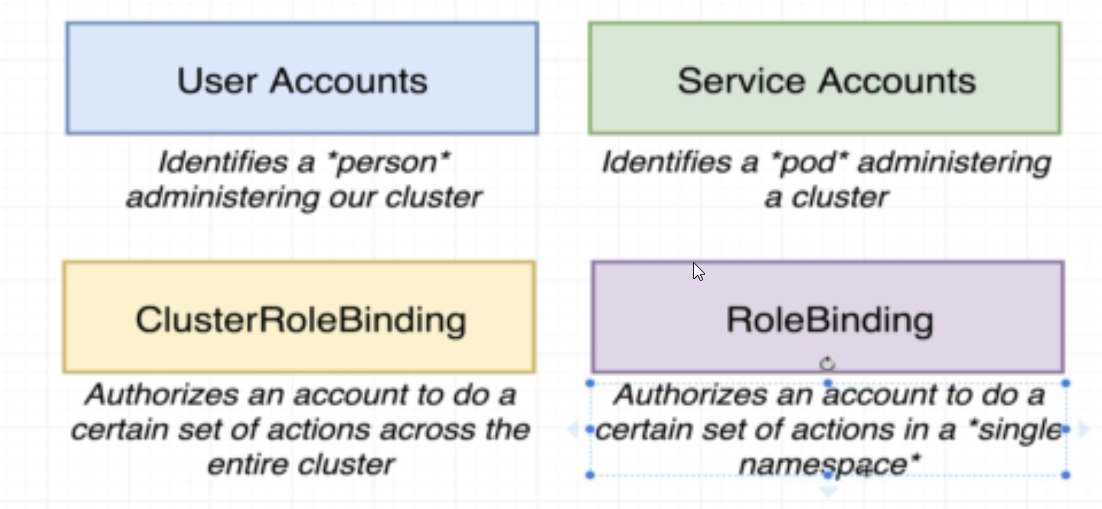 User Accounts
Identifies a *person*
administering our cluster
Service Accounts
Identifies a *pod* administering
a cluster
ClusterRoleBinding
Authorizes an account to do a
certain set of actions across the
entire cluster
RoleBinding
Authorizes an account to do a
certain set of actions in a *single
namespace*